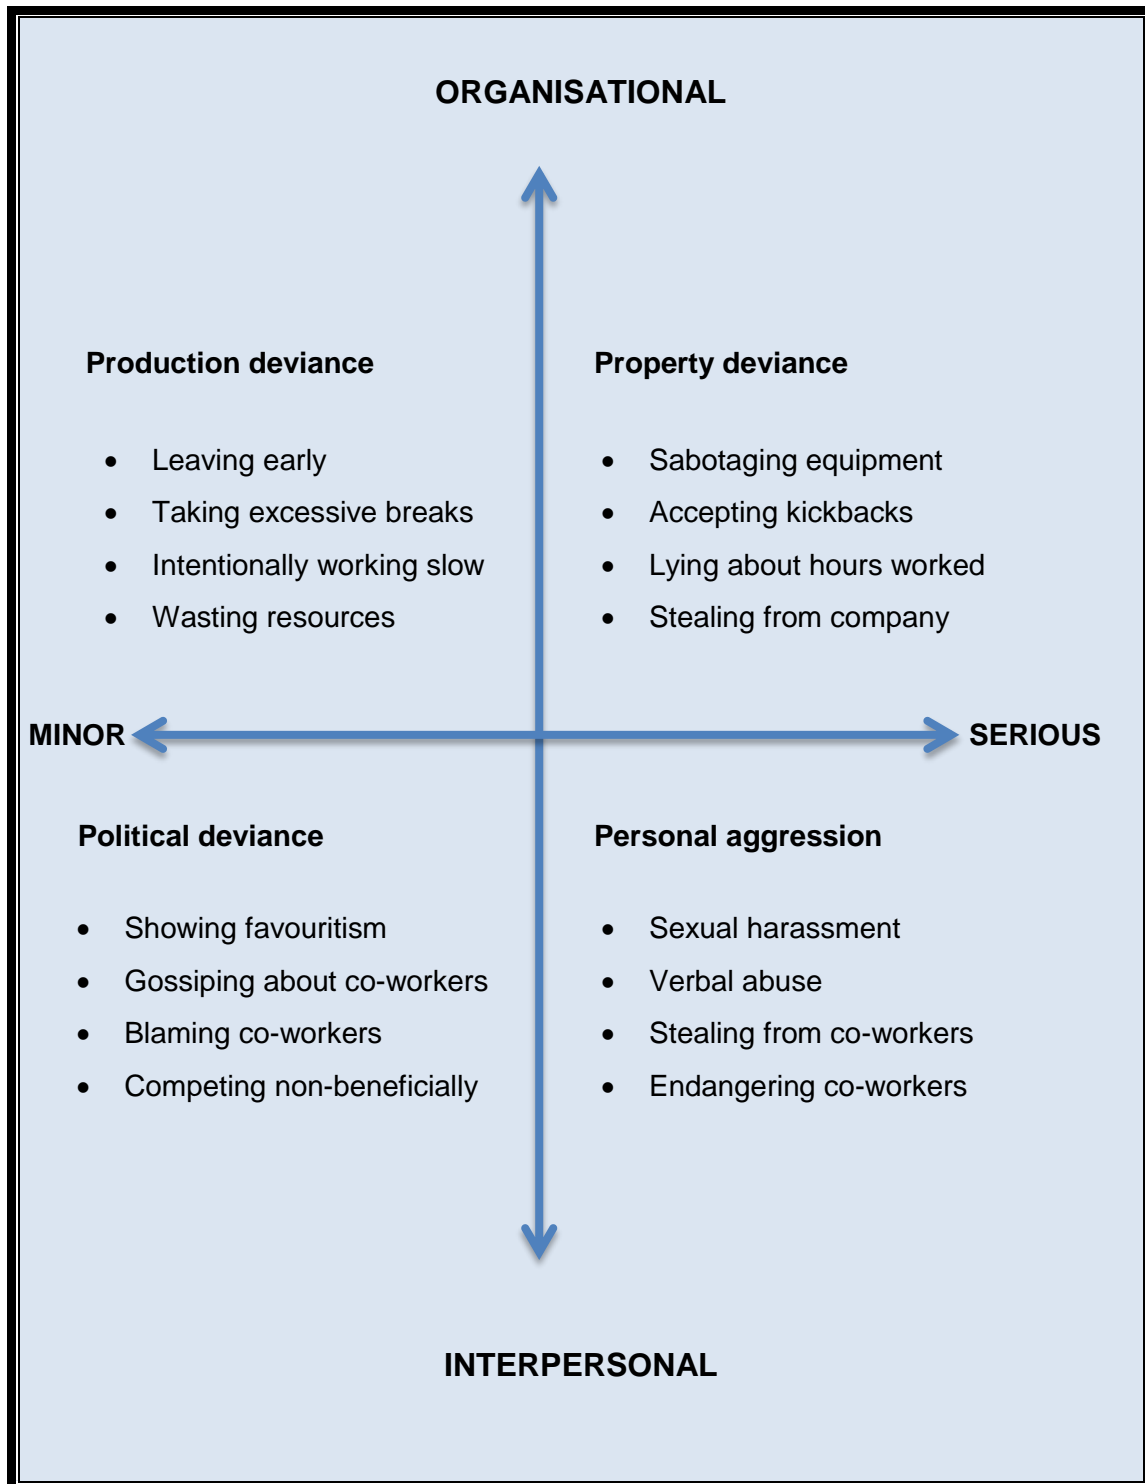 ORGANISATIONAL
Production deviance
• Leaving early
• Taking excessive breaks
• Intentionally working slow
• Wasting resources
Property deviance
• Sabotaging equipment
• Accepting kickbacks
• Lying about hours worked
• Stealing from company
MINOR
SERIOUS
Political deviance
• Showing favouritism
• Gossiping about co-workers
• Blaming co-workers
• Competing non-beneficially
Personal aggression
• Sexual harassment
• Verbal abuse
• Stealing from co-workers
• Endangering co-workers
INTERPERSONAL